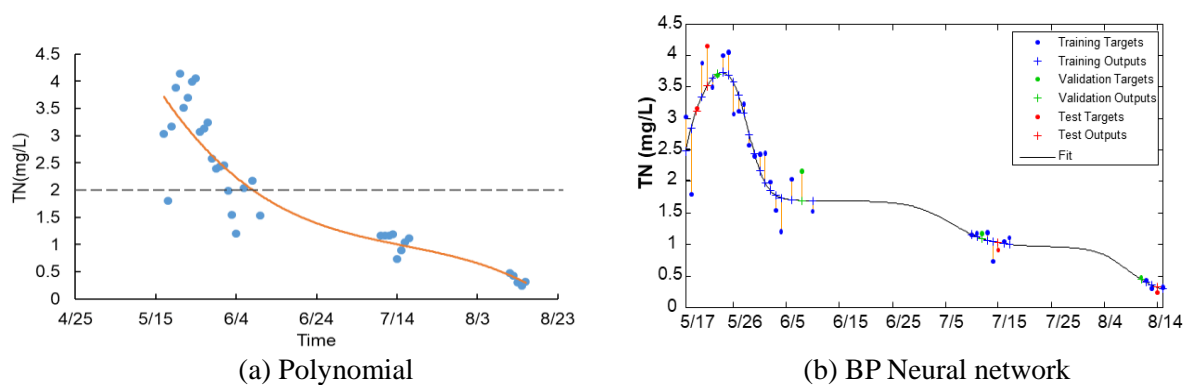 TN(mg/L)
4.5
4
3.5
3
2.5
2
1.5
1
0.5
0
4/25 5/15 6/4 6/24 7/14 8/3 8/23
Time
(a) Polynomial
TN (mg/L)
4.5
4.0
3.5
3.0
2.5
2
1.5
1.0
0.5
0
5/17 5/26 6/5 6/15 6/25 7/5 7/15 7/25 8/4 8/14
Training Targets
Training Outputs
Validation Targets
Validation Outputs
Test Targets
Test Outputs
Fit
(b) BP Neural network